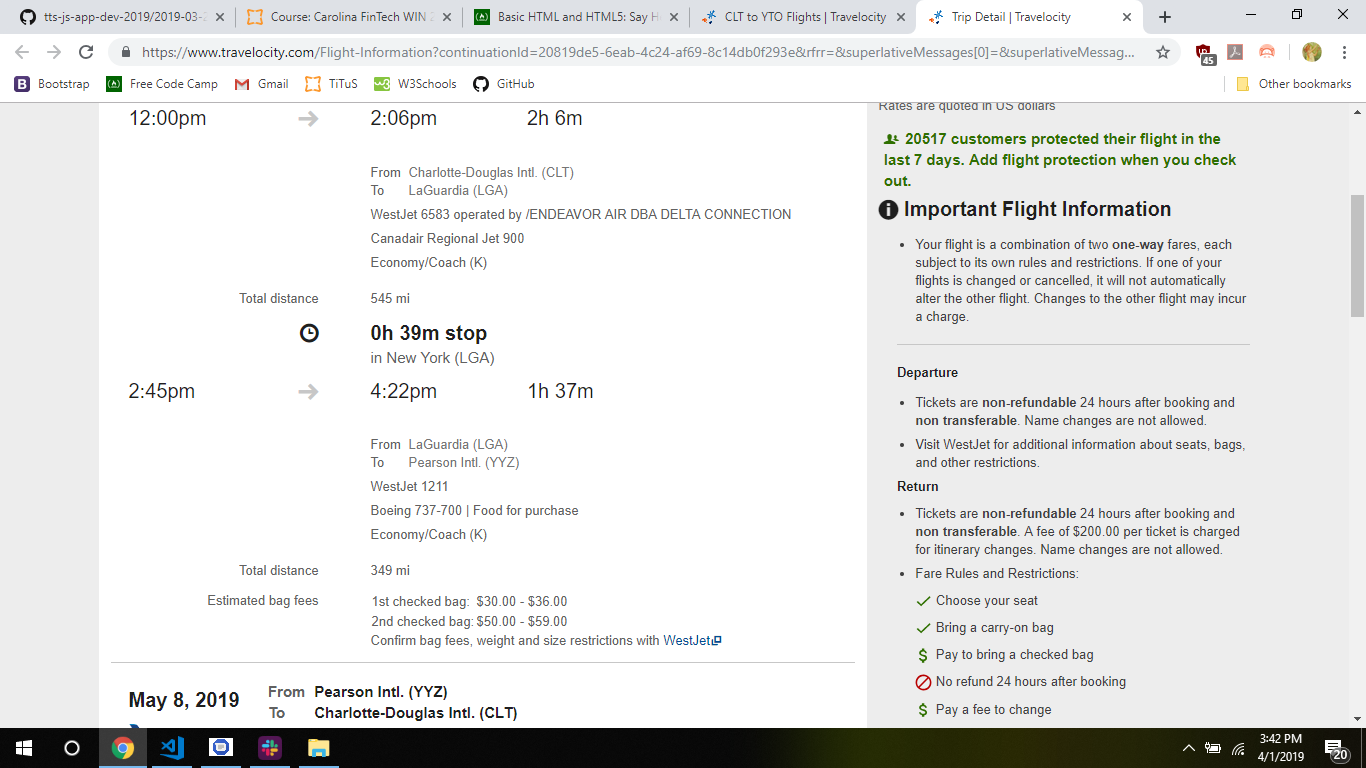 tts-js-app-dev-2019/2019-03-2
Course: Carolina FinTech WIN 2
Basic HTML and HTML5: Say H
CLT to YTO Flights | Travelocity
Trip Detail | Travelocity
https://www.travelocity.com/Flight-Information?continuationId=20819de5-6eab-4c24-af69-8c14db0f293e&rfrr=&superlativeMessages[0]=&superlativeMessag...
45
Bootstrap
Free Code Camp
Gmail
TiTuS
W3Schools
GitHub
Other bookmarks
12:00pm 2:06pm 2h 6m
From Charlotte-Douglas Intl. (CLT)
To LaGuardia (LGA)
WestJet 6583 operated by /ENDEAVOR AIR DBA DELTA CONNECTION
Canadair Regional Jet 900
Economy/Coach (K)
Total distance 545 mi
0h 39m stop
in New York (LGA)
2:45pm 4:22pm 1h 37m
From LaGuardia (LGA)
To Pearson Intl. (YYZ)
WestJet 1211
Boeing 737-700 | Food for purchase
Economy/Coach (K)
Total distance 349 mi
Estimated bag fees 1st checked bag: $30.00 - $36.00
2nd checked bag: $50.00 - $59.00
Confirm bag fees, weight and size restrictions with WestJet
May 8, 2019 From Pearson Intl. (YYZ)
To Charlotte-Douglas Intl. (CLT)
Rates are quoted in US dollars
20517 customers protected their flight in the
last 7 days. Add flight protection when you check
out.
Important Flight Information
• Your flight is a combination of two one-way fares, each
subject to its own rules and restrictions. If one of your
flights is changed or cancelled, it will not automatically
alter the other flight. Changes to the other flight may incur
a charge.
Departure
• Tickets are non-refundable 24 hours after booking and
non transferable. Name changes are not allowed.
• Visit WestJet for additional information about seats, bags,
and other restrictions.
Return
• Tickets are non-refundable 24 hours after booking and
non transferable. A fee of $200.00 per ticket is charged
for itinerary changes. Name changes are not allowed.
• Fare Rules and Restrictions:
Choose your seat
Bring a carry-on bag
$ Pay to bring a checked bag
No refund 24 hours after booking
$ Pay a fee to change
3:42 PM
4/1/2019
20